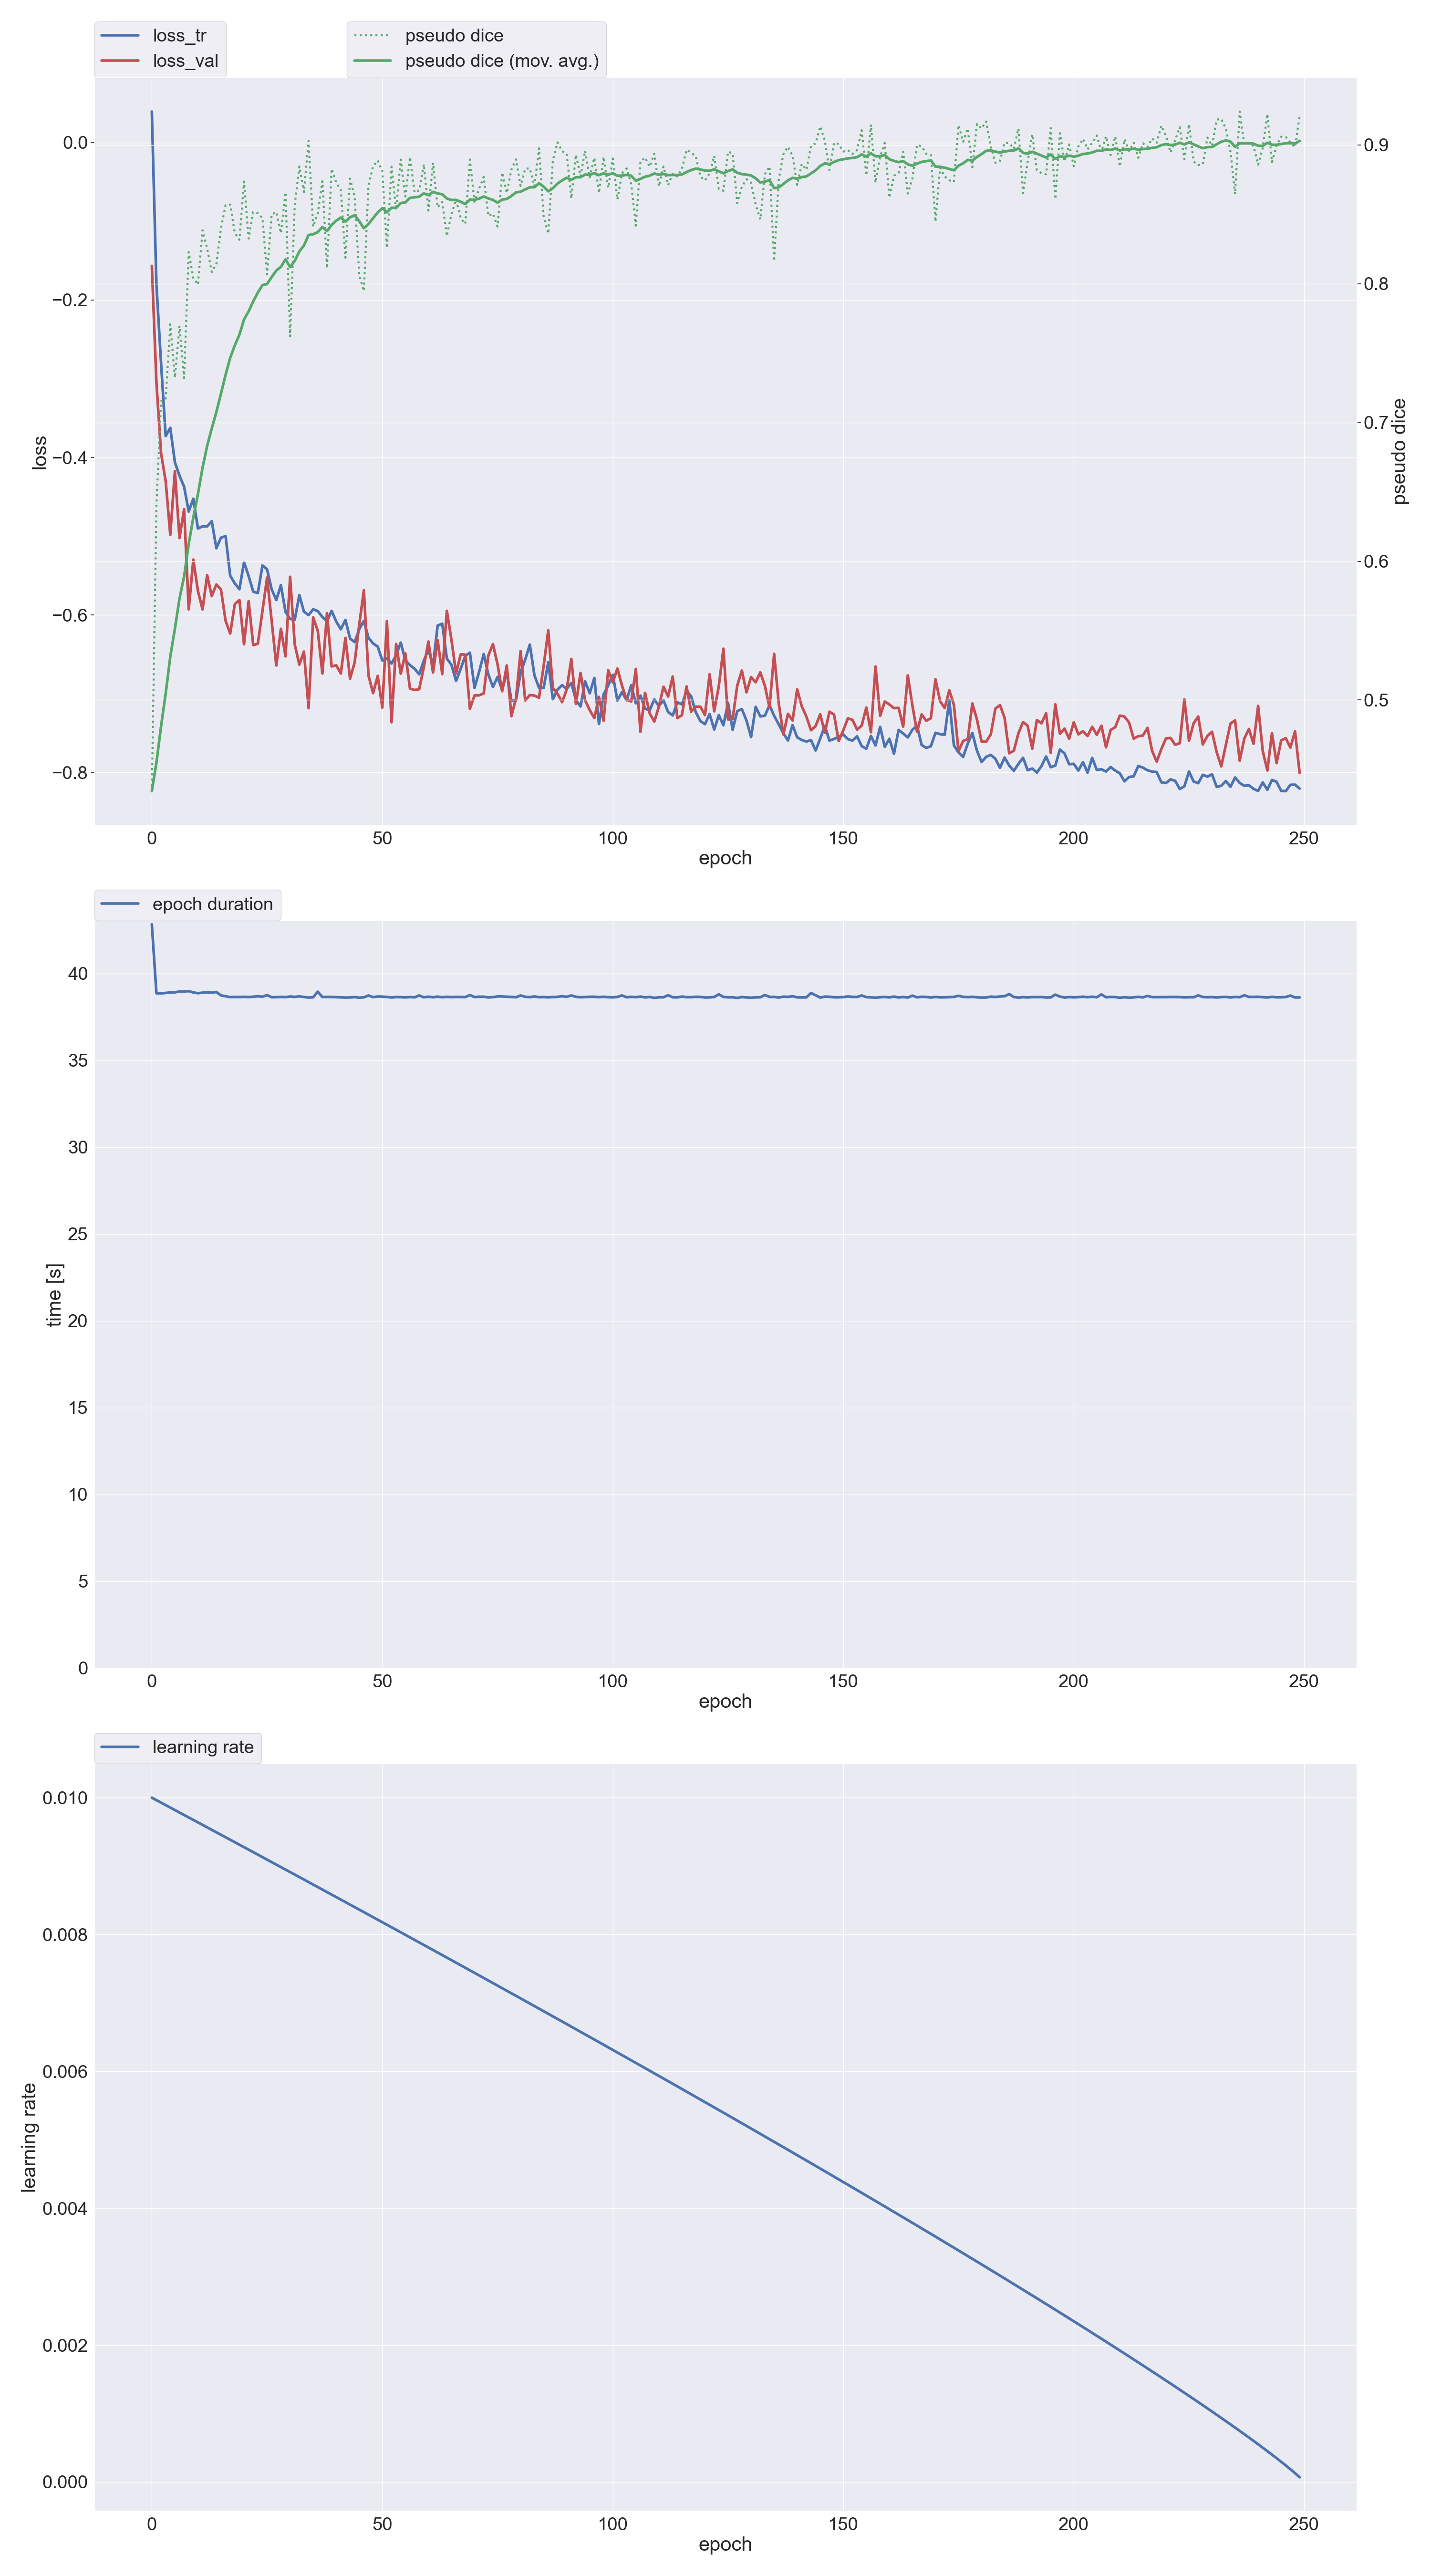 loss_tr
loss_val
pseudo dice
pseudo dice (mov. avg.)
0.0
−0.2
−0.4
−0.6
−0.8
loss
0.9
0.8
0.7
0.6
0.5
pseudo dice
0 50 100 150 200 250
epoch
epoch duration
40
35
30
25
20
15
10
5
0
time [s]
0 50 100 150 200 250
epoch
learning rate
0.010
0.008
0.006
0.004
0.002
0.000
learning rate
0 50 100 150 200 250
epoch